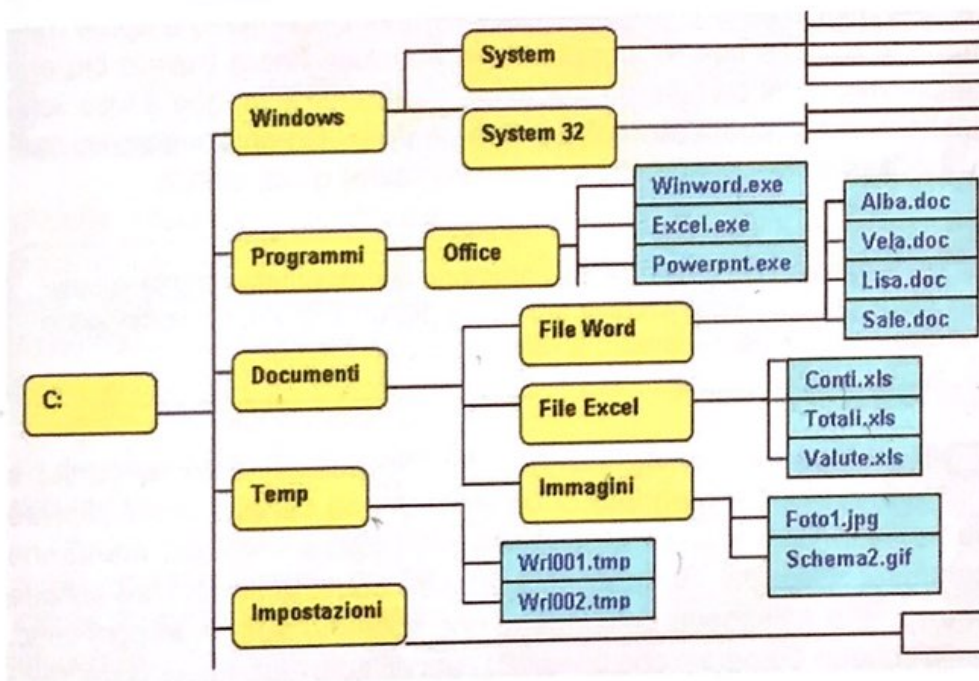 System
Windows
System 32
Winword.exe
Alba.doc
Excel.exe
Vela.doc
Programmi
Office
Powerpnt.exe
Lisa.doc
File Word
Sale.doc
Documenti
Conti.xls
C:
File Excel
Totali.xls
Valute.xls
Temp
Immagini
Foto1.jpg
Wrl001.tmp
Schema2.gif
Wrl002.tmp
Impostazioni